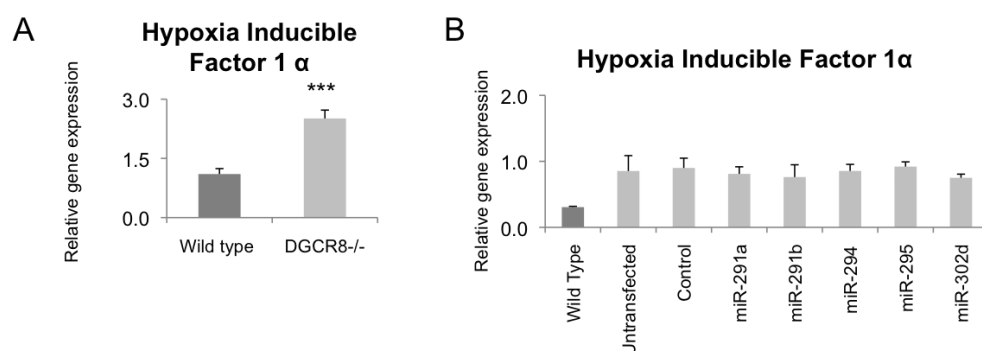 A
Hypoxia Inducible
Factor 1 α
***
Relative gene expression
3.0
1.5
0.0
Wild type
DGCR8-/-
B
Hypoxia Inducible Factor 1α
Relative gene expression
2.0
1.0
0.0
Wild Type
Untransfected
Control
miR-291a
miR-291b
miR-294
miR-295
miR-302d